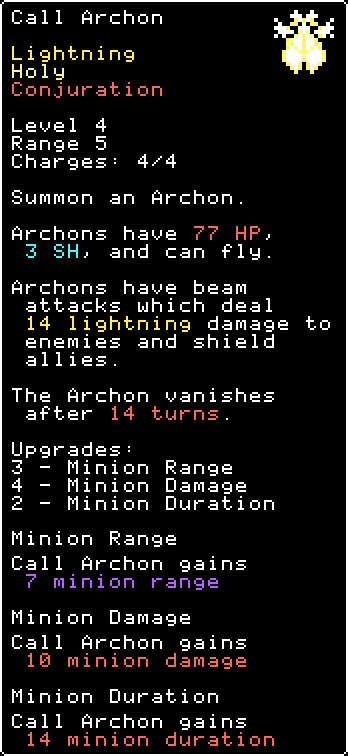 Call Archon
Lightning
Holy
Conjuration
Level 4
Range 5
Charges: 4/4
Summon an Archon.
Archons have 77 HP,
3 SH, and can fly.
Archons have beam
attacks which deal
14 lightning damage to
enemies and shield
allies.
The Archon vanishes
after 14 turns.
Upgrades:
3 - Minion Range
4 - Minion Damage
2 - Minion Duration
Minion Range
Call Archon gains
7 minion range
Minion Damage
Call Archon gains
10 minion damage
Minion Duration
Call Archon gains
14 minion duration